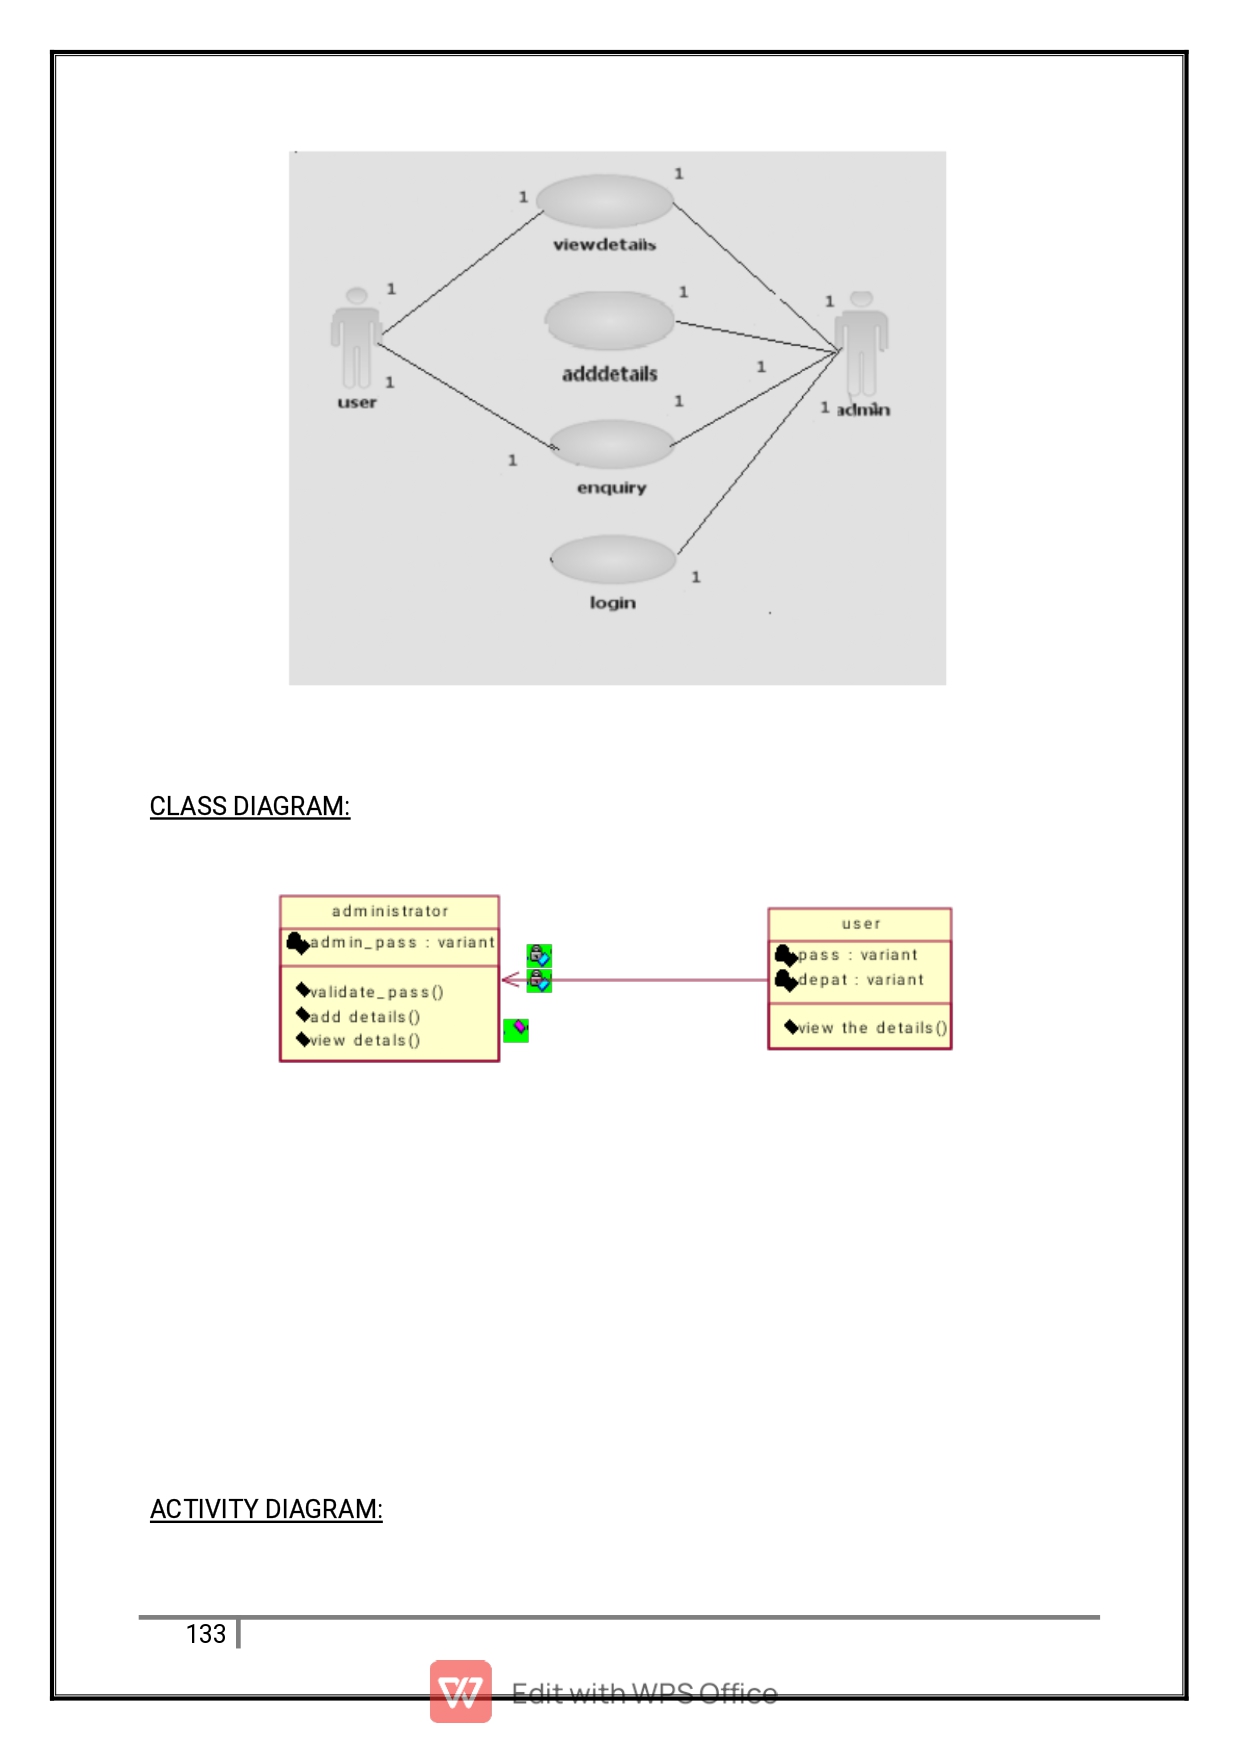 1
1
viewdetails
1
1
1
adddetails
1
1
user
1
1
admin
1
enquiry
1
login
CLASS DIAGRAM:
administrator
admin_pass : variant
validate_pass()
add details()
view detals()
user
pass : variant
depat : variant
view the details()
ACTIVITY DIAGRAM:
133
Edit with WPS Office